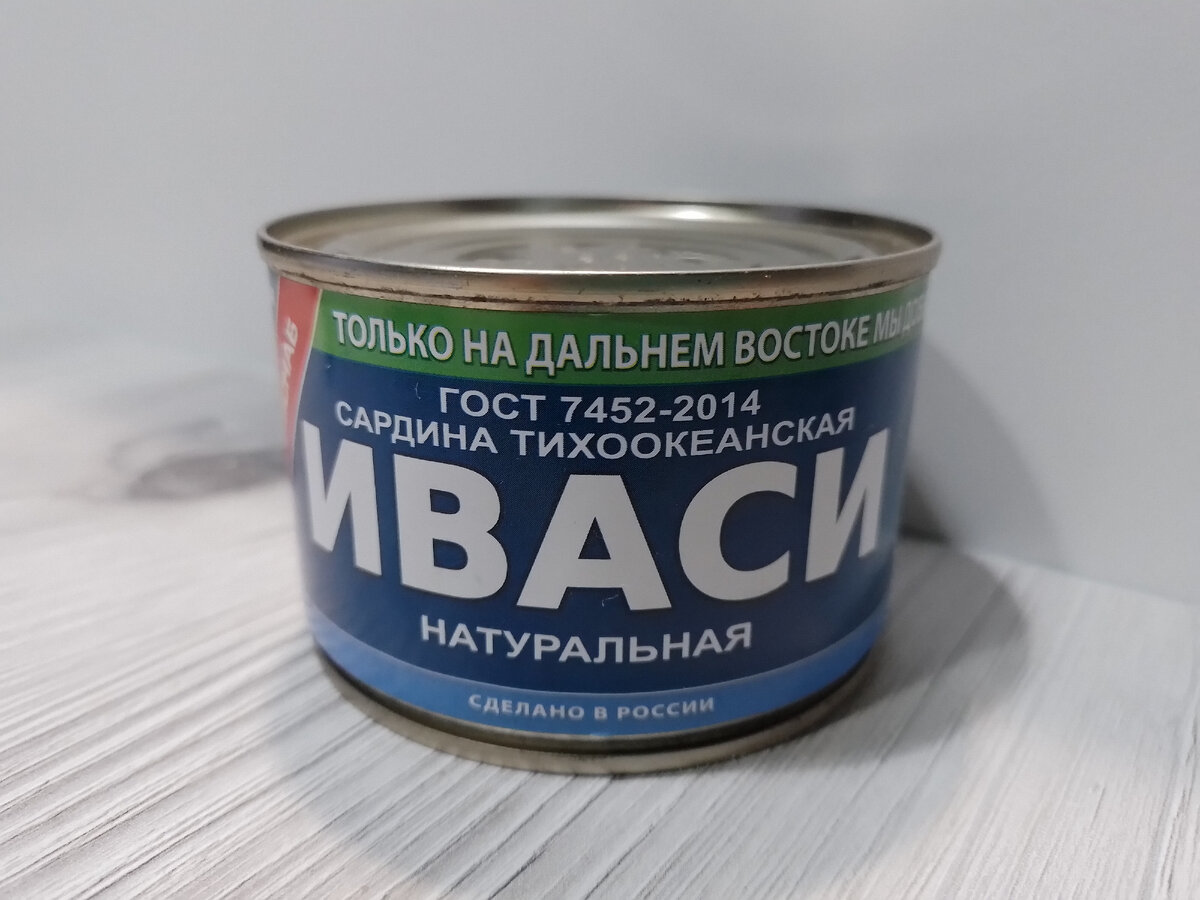 ТОЛЬКО НА ДАЛЬНЕМ ВОСТОКЕ МЫ
ГОСТ 7452-2014
САРДИНА ТИХООКЕАНСКАЯ
ИВАСИ
НАТУРАЛЬНАЯ
СДЕЛАНО В РОССИИ